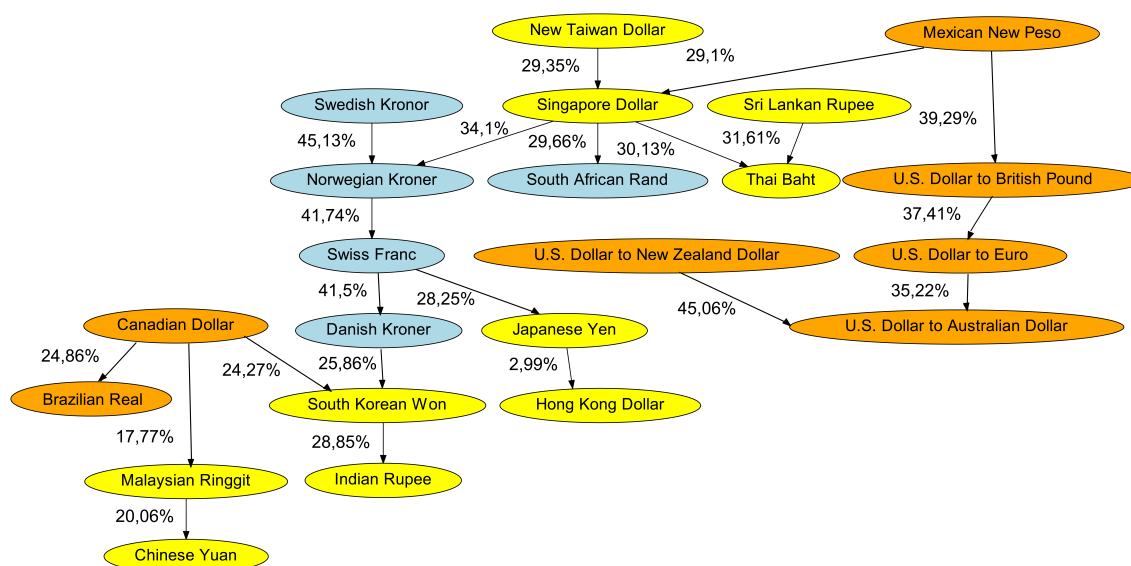 New Taiwan Dollar
Mexican New Peso
29,35%
29,1%
Swedish Kronor
Singapore Dollar
Sri Lankan Rupee
45,13%
34,1%
29,66%
30,13%
31,61%
39,29%
Norwegian Kroner
South African Rand
Thai Baht
U.S. Dollar to British Pound
41,74%
37,41%
Swiss Franc
U.S. Dollar to New Zealand Dollar
U.S. Dollar to Euro
41,5%
28,25%
45,06%
35,22%
Canadian Dollar
Danish Kroner
Japanese Yen
U.S. Dollar to Australian Dollar
24,86%
24,27%
25,86%
2,99%
Brazilian Real
South Korean Won
Hong Kong Dollar
17,77%
28,85%
Malaysian Ringgit
Indian Rupee
20,06%
Chinese Yuan